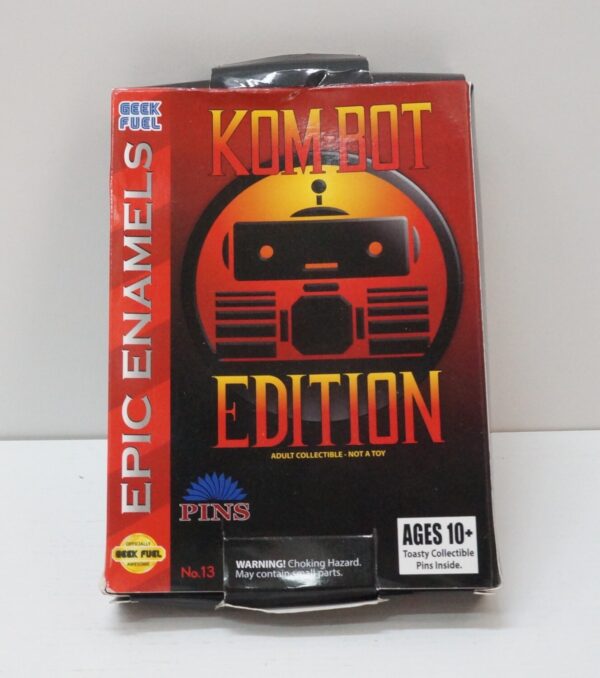 GEEK
FUEL
EPIC ENAMELS
KOM BOT
EDITION
ADULT COLLECTIBLE - NOT A TOY
PINS
OFFICIALLY
GEEK FUEL
AWESOME
No.13
WARNING! Choking Hazard.
May contain small parts.
AGES 10+
Toasty Collectible
Pins Inside.